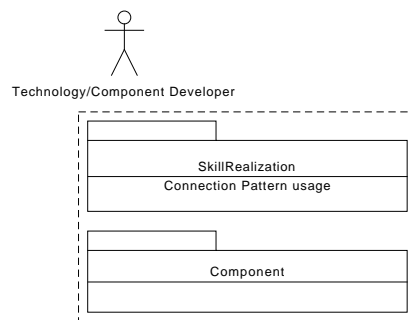 Technology/Component Developer
SkillRealization
Connection Pattern usage
Component